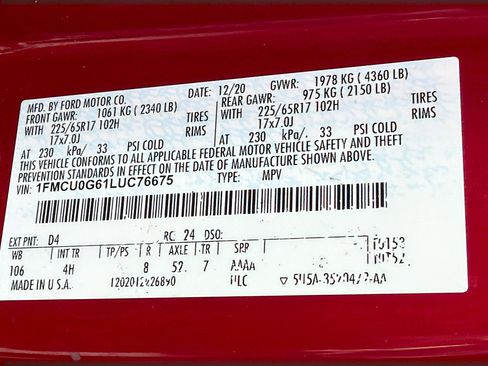 MFD. BY FORD MOTOR CO. DATE: 12/20 GVWR: 1978 KG ( 4360 LB)
FRONT GAWR: 1061 KG ( 2340 LB) REAR GAWR: 975 KG ( 2150 LB)
WITH 225/65R17 102H TIRES WITH 225/65R17 102H TIRES
17x7.0J RIMS 17x7.0J RIMS
AT 230 kPa/ 33 PSI COLD AT 230 kPa/ 33 PSI COLD
THIS VEHICLE CONFORMS TO ALL APPLICABLE FEDERAL MOTOR VEHICLE SAFETY AND THEFT
PREVENTION STANDARDS IN EFFECT ON THE DATE OF MANUFACTURE SHOWN ABOVE.
VIN: 1FMCU0G61LUC76675 TYPE: MPV
EXT PNT: D4 RC: 24 DSO:
WB INT TR TP/PS R AXLE TR SPR
106 4H 8 52. 7 AAAA
MADE IN U.S.A.